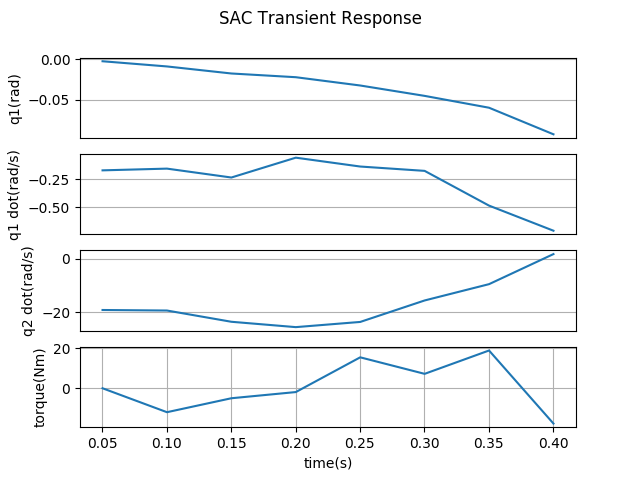 SAC Transient Response
q1(rad)
0.00
−0.05
q1 dot(rad/s)
−0.25
−0.50
q2 dot(rad/s)
0
−20
torque(Nm)
20
0
0.05 0.10 0.15 0.20 0.25 0.30 0.35 0.40
time(s)